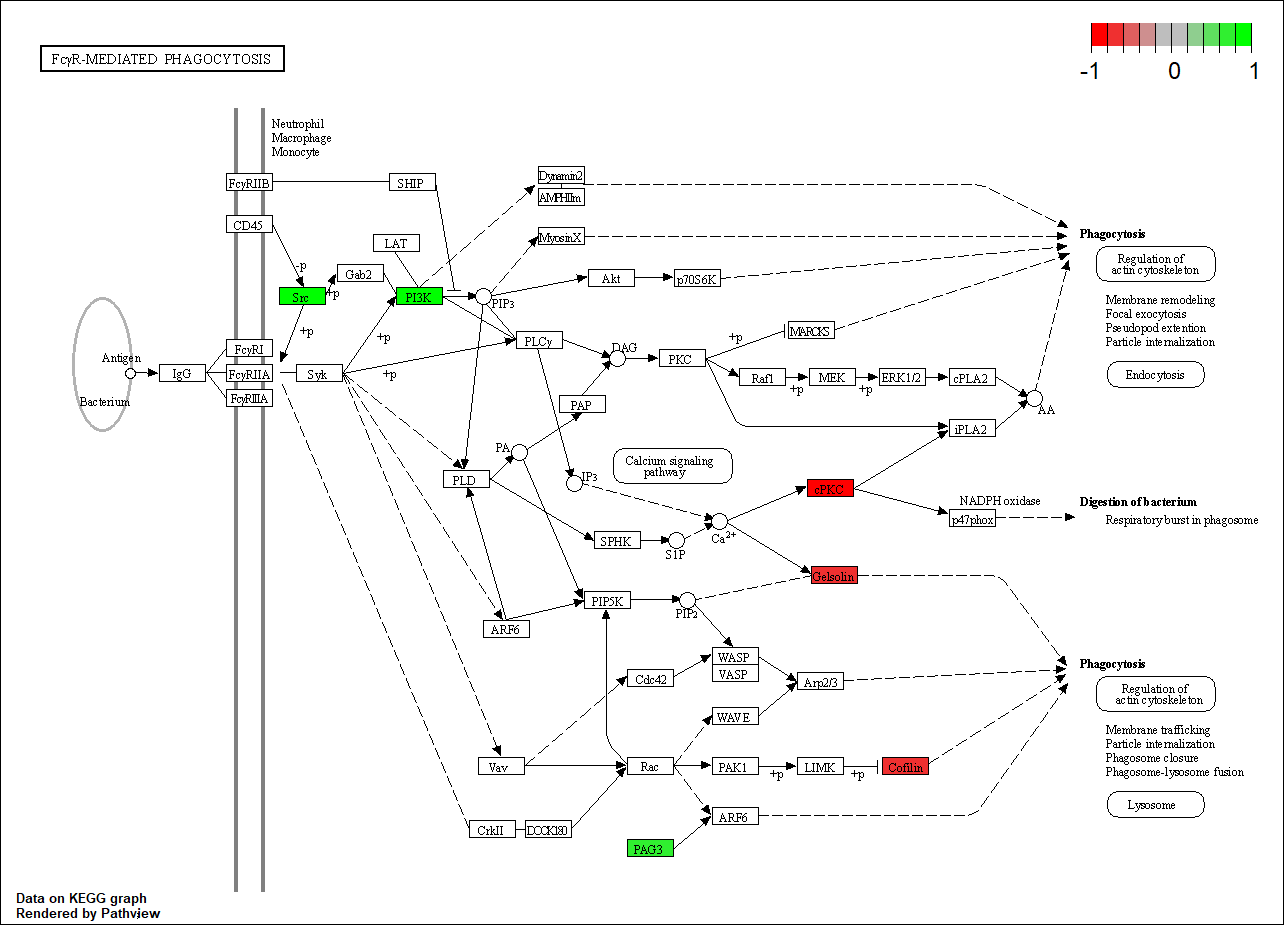 FcγR-MEDIATED PHAGOCYTOSIS
-1 0 1
Neutrophil
Macrophage
Monocyte
FcγRIIB
SHIP
Dynamin2
AMPHIIm
CD45
LAT
MyosinX
Phagocytosis
-p
Gab2
Akt
p70S6K
Regulation of
actin cytoskeleton
Src
+p
PI3K
PIP3
Membrane remodeling
Focal exocytosis
Pseudopod extention
Particle internalization
+p
+p
PLCγ
DAG
+p
MARCKS
FcγRI
Antigen
IgG
FcγRIIA
Syk
+p
PKC
Raf1
+p
MEK
+p
ERK1/2
cPLA2
Endocytosis
Bacterium
FcγRIIIA
PAP
AA
iPLA2
PA
Calcium signaling
pathway
PLD
IP3
cPKC
NADPH oxidase
p47phox
Digestion of bacterium
Respiratory burst in phagosome
SPHK
S1P
Ca2+
Gelsolin
PIP5K
PIP2
ARF6
WASP
VASP
Phagocytosis
Cdc42
Arp2/3
Regulation of
actin cytoskeleton
WAVE
Membrane trafficking
Particle internalization
Phagosome closure
Phagosome-lysosome fusion
Vav
Rac
PAK1
+p
LIMK
+p
Cofilin
Lysosome
ARF6
CrkII
DOCK180
PAG3
Data on KEGG graph
Rendered by Pathview